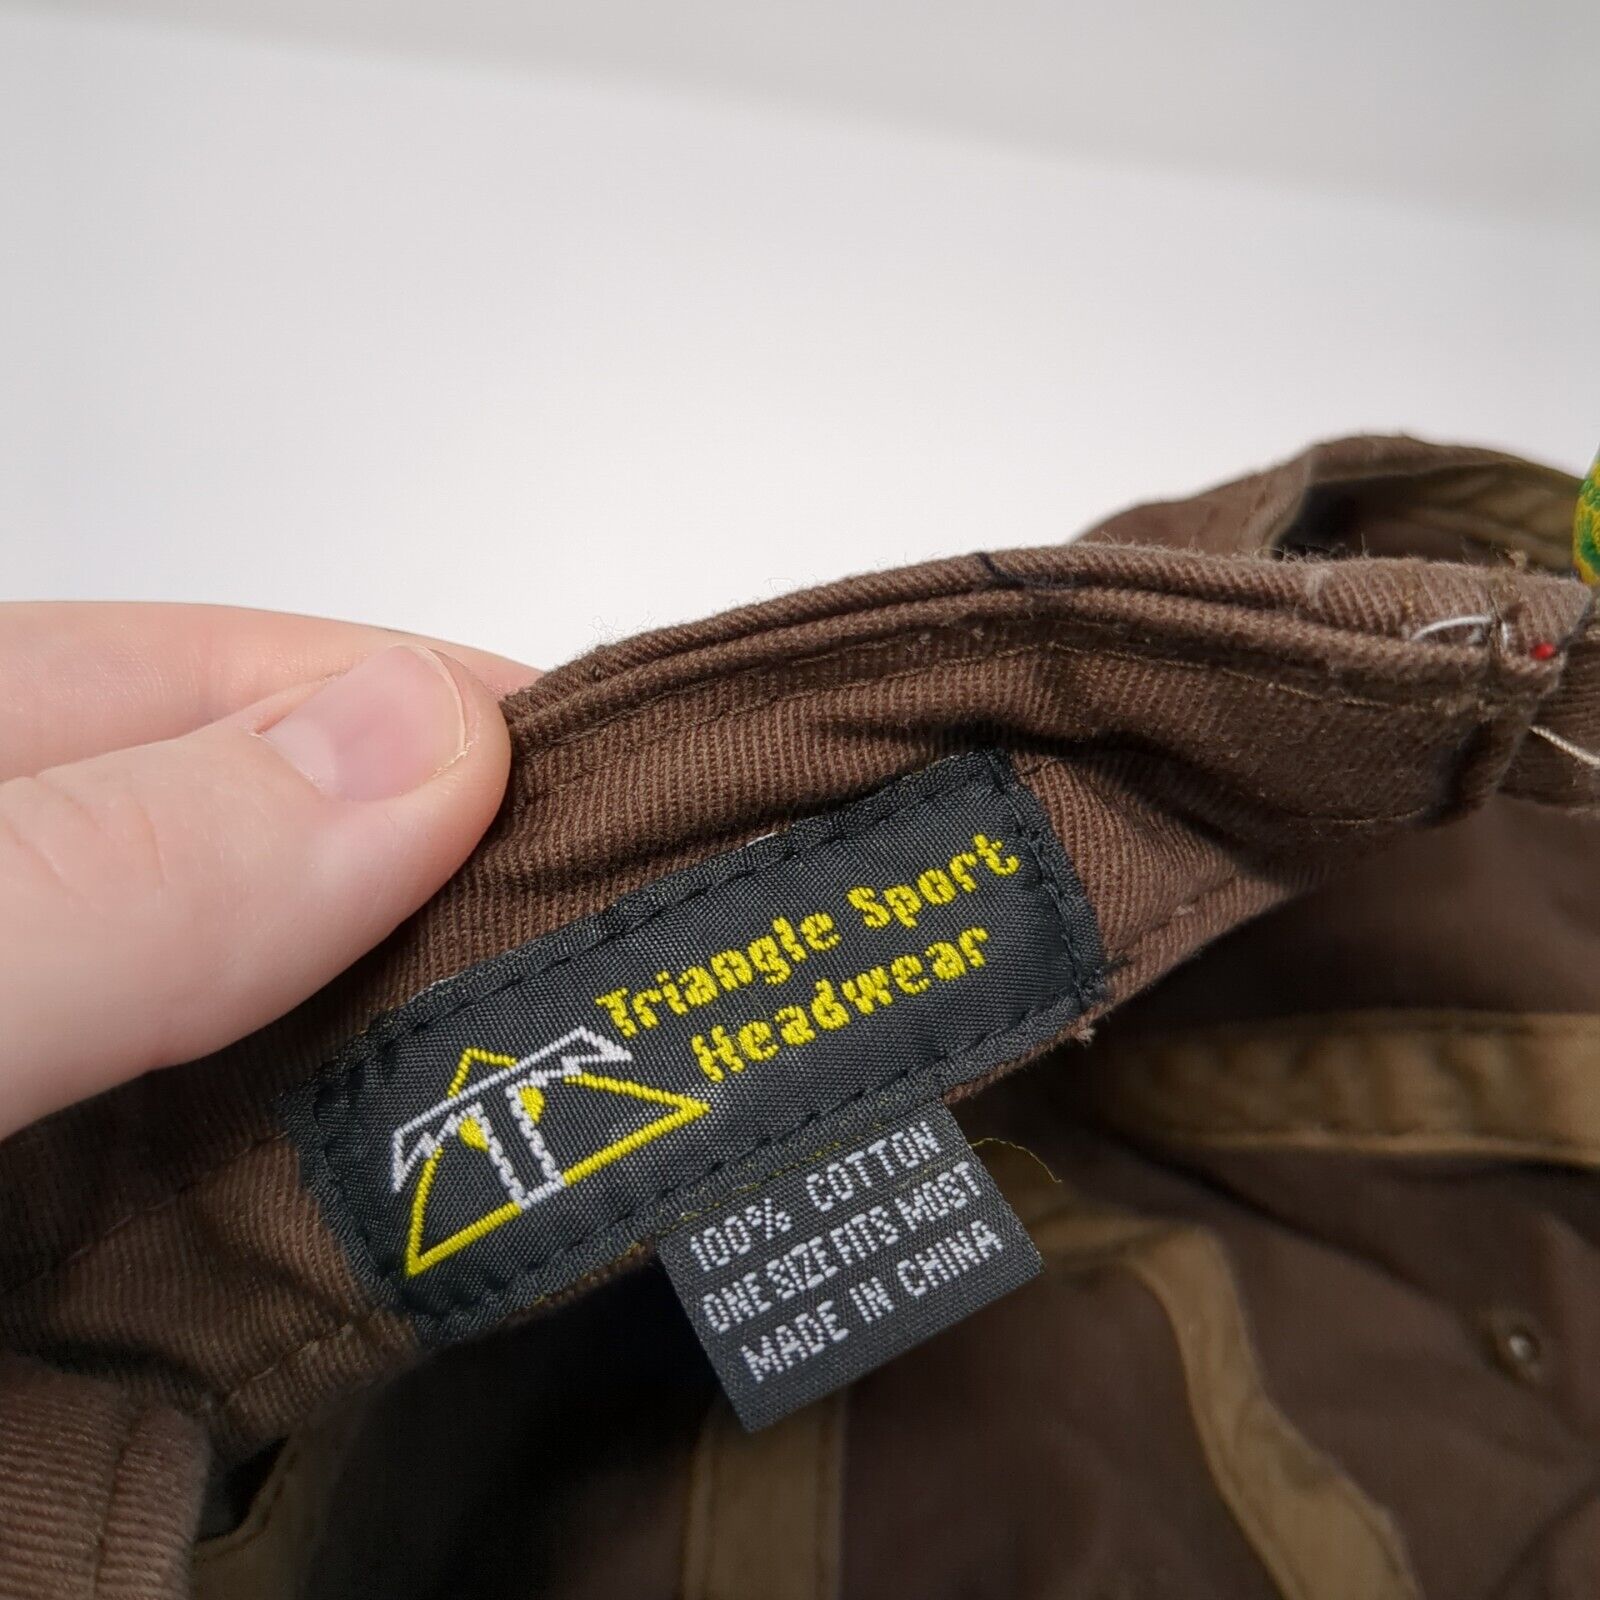 Triangle Sport
Headwear
T
100% COTTON
ONE SIZE FITS MOST
MADE IN CHINA